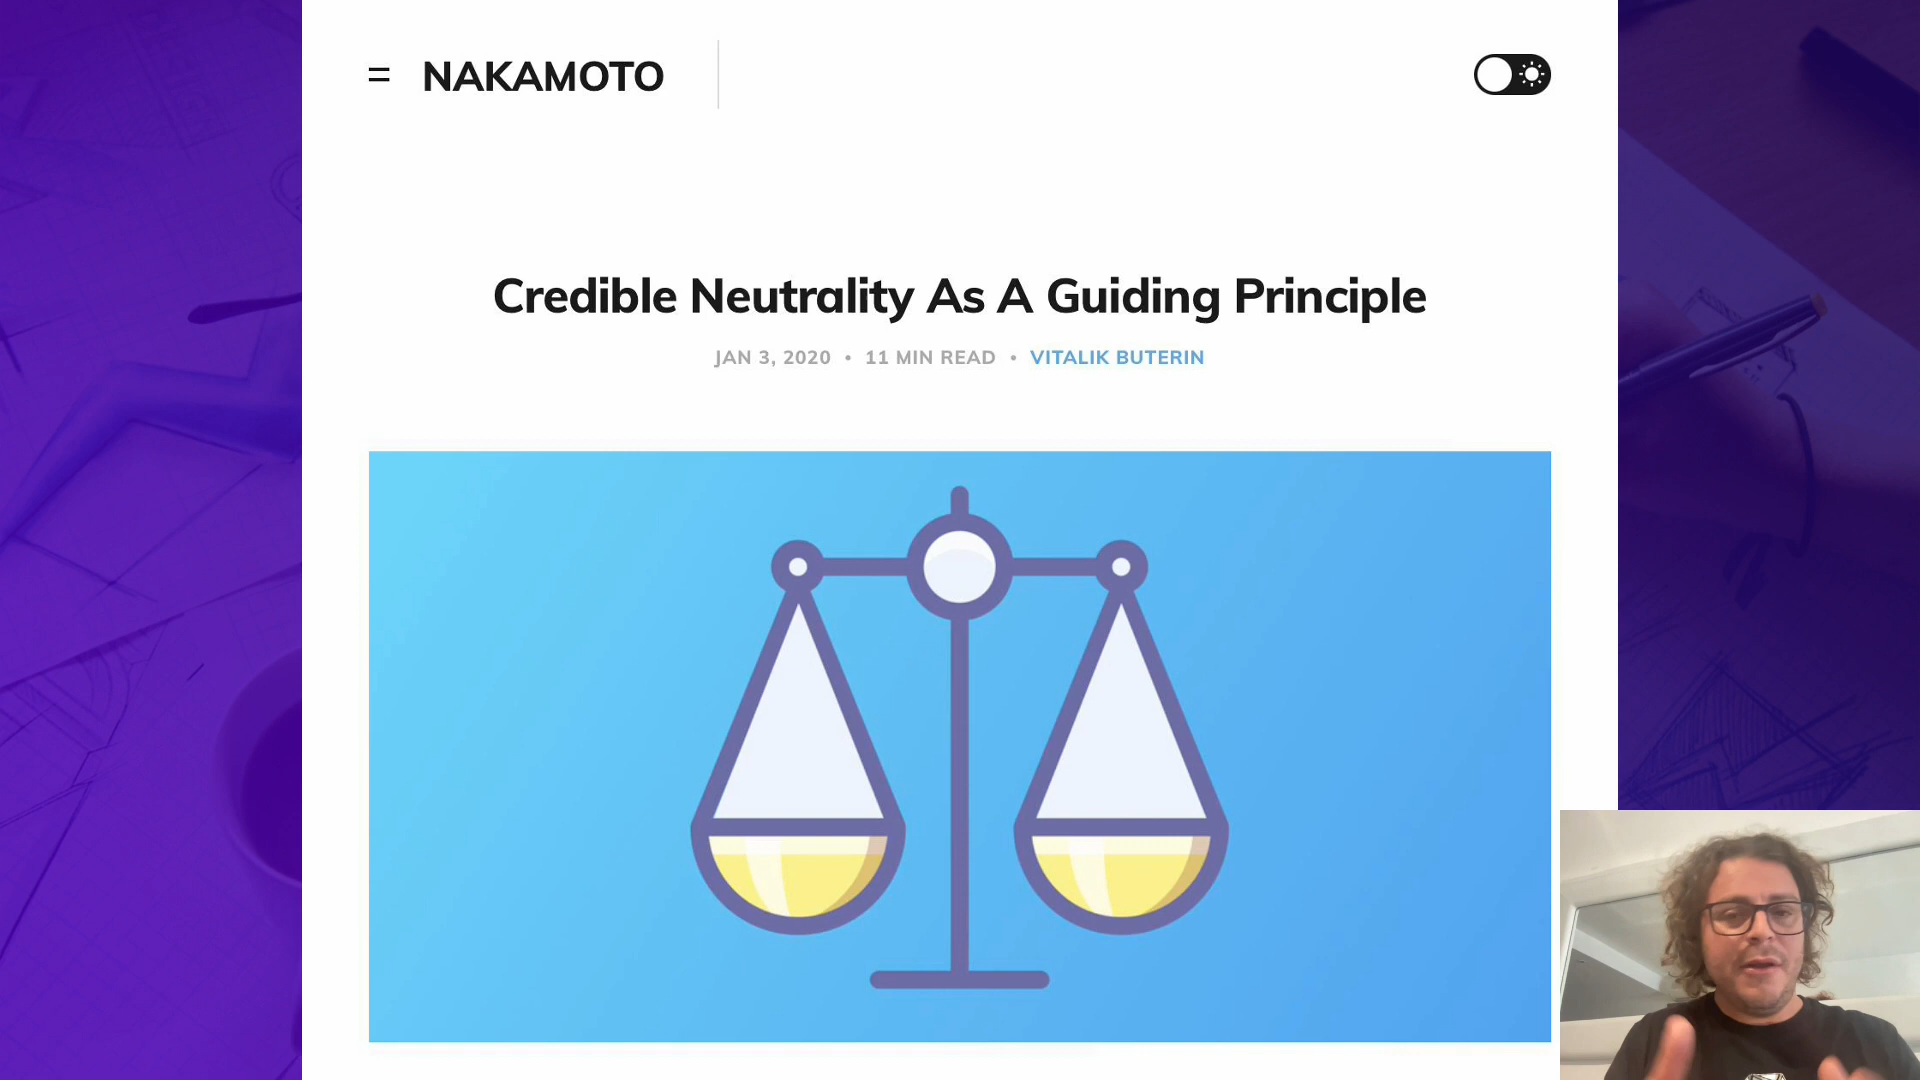 NAKAMOTO
Credible Neutrality As A Guiding Principle
JAN 3, 2020 • 11 MIN READ • VITALIK BUTERIN